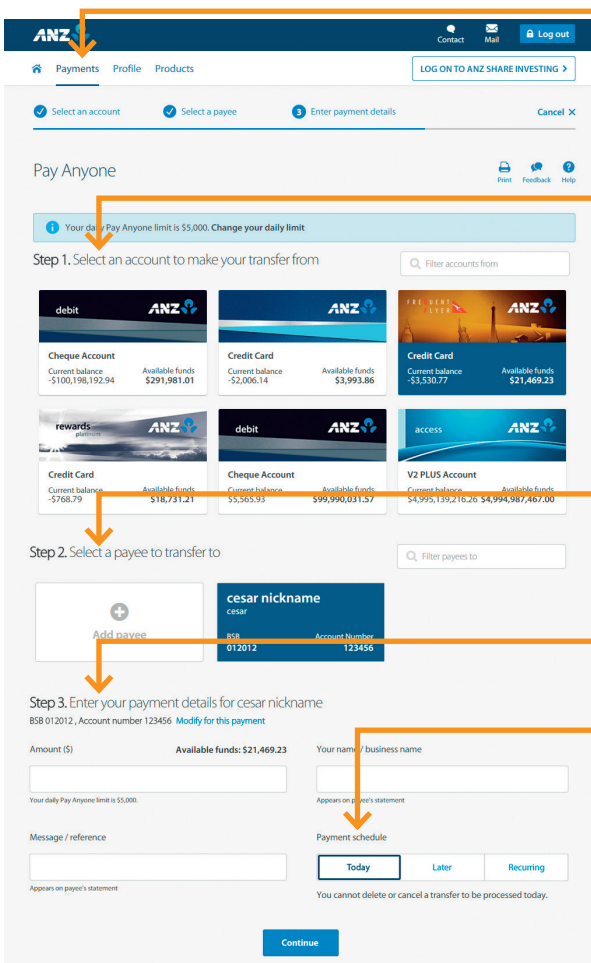 ANZ
Contact
Mail
Log out
Payments Profile Products
LOG ON TO ANZ SHARE INVESTING >
Select an account
Select a payee
3 Enter payment details
Cancel X
Pay Anyone
Print Feedback Help
Your daily Pay Anyone limit is $5,000. Change your daily limit
Step 1. Select an account to make your transfer from
Filter accounts from
debit ANZ
Cheque Account
Current balance Available funds
-$100,198,192.94 $291,981.01
ANZ
Credit Card
Current balance Available funds
-$2,006.14 $3,993.86
FREQUENT
FLYER
ANZ
Credit Card
Current balance Available funds
-$3,530.77 $21,469.23
rewards
platinum
ANZ
Credit Card
Current balance Available funds
-$768.79 $18,731.21
debit ANZ
Cheque Account
Current balance Available funds
$5,565.93 $99,990,031.57
access ANZ
V2 PLUS Account
Current balance Available funds
$4,995,139,216.26 $4,994,987,467.00
Step 2. Select a payee to transfer to
Filter payees to
Add payee
cesar nickname
cesar
BSB Account Number
012012 123456
Step 3. Enter your payment details for cesar nickname
BSB 012012 , Account number 123456 Modify for this payment
Amount ($) Available funds: $21,469.23
Your daily Pay Anyone limit is $5,000.
Your name / business name
Appears on payee's statement
Message / reference
Appears on payee's statement
Payment schedule
Today Later Recurring
You cannot delete or cancel a transfer to be processed today.
Continue